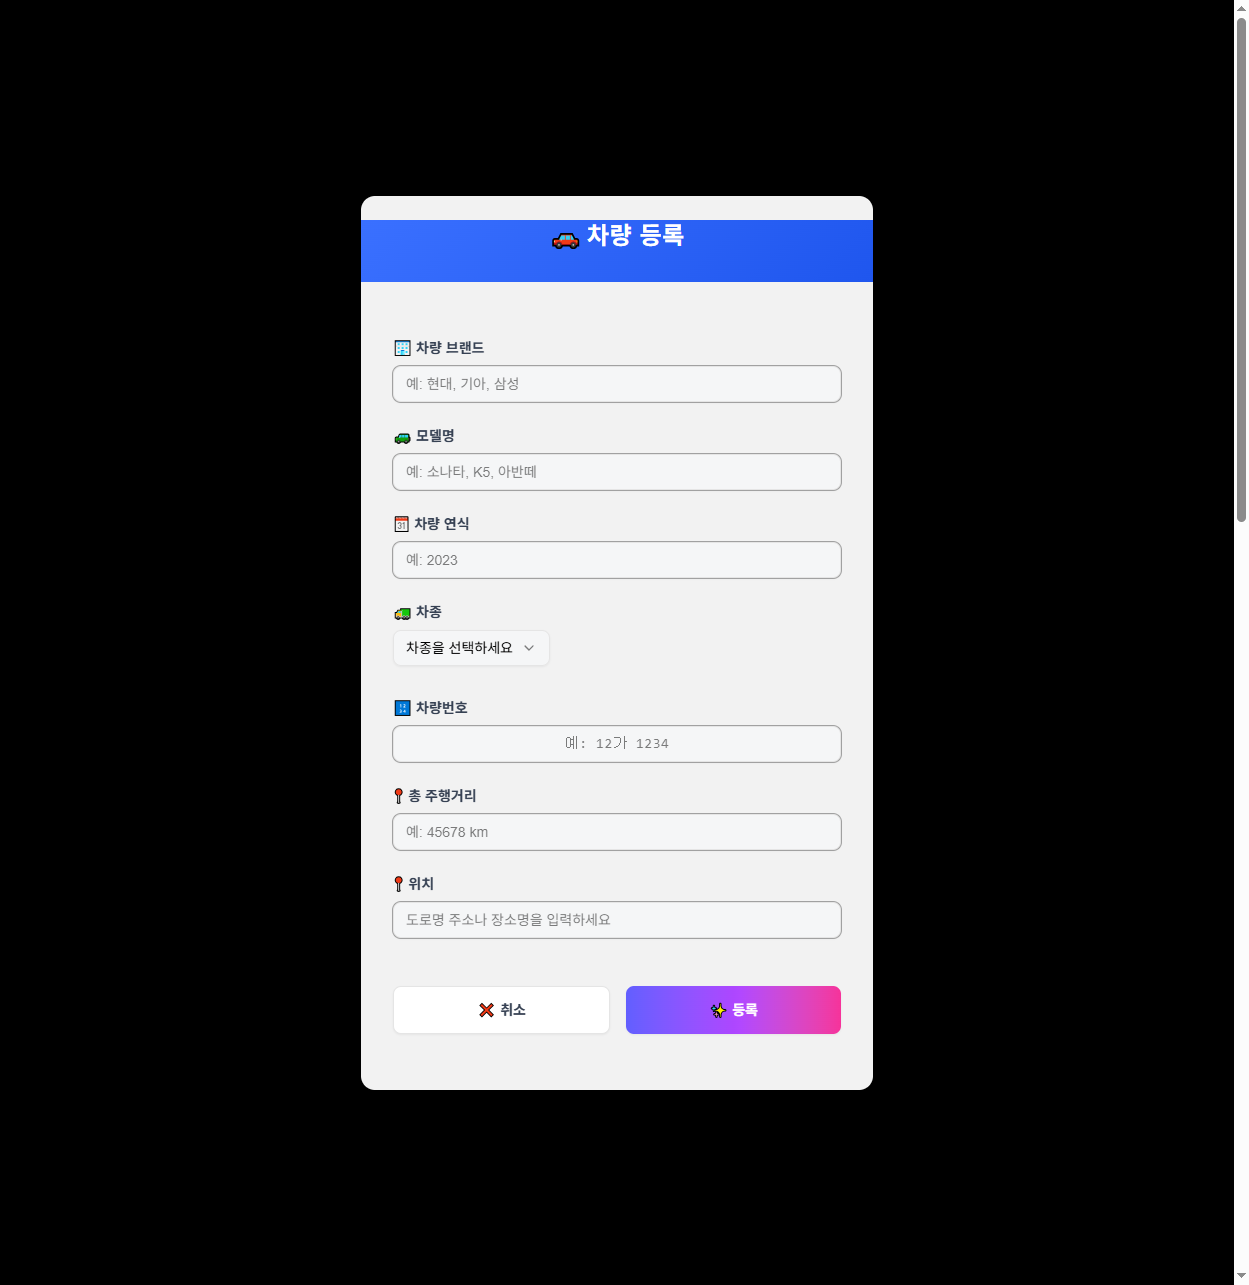 차량 등록
차량 브랜드
예: 현대, 기아, 삼성
모델명
예: 소나타, K5, 아반떼
차량 연식
예: 2023
차종
차종을 선택하세요
차량번호
예: 12가 1234
총 주행거리
예: 45678 km
위치
도로명 주소나 장소명을 입력하세요
취소
등록